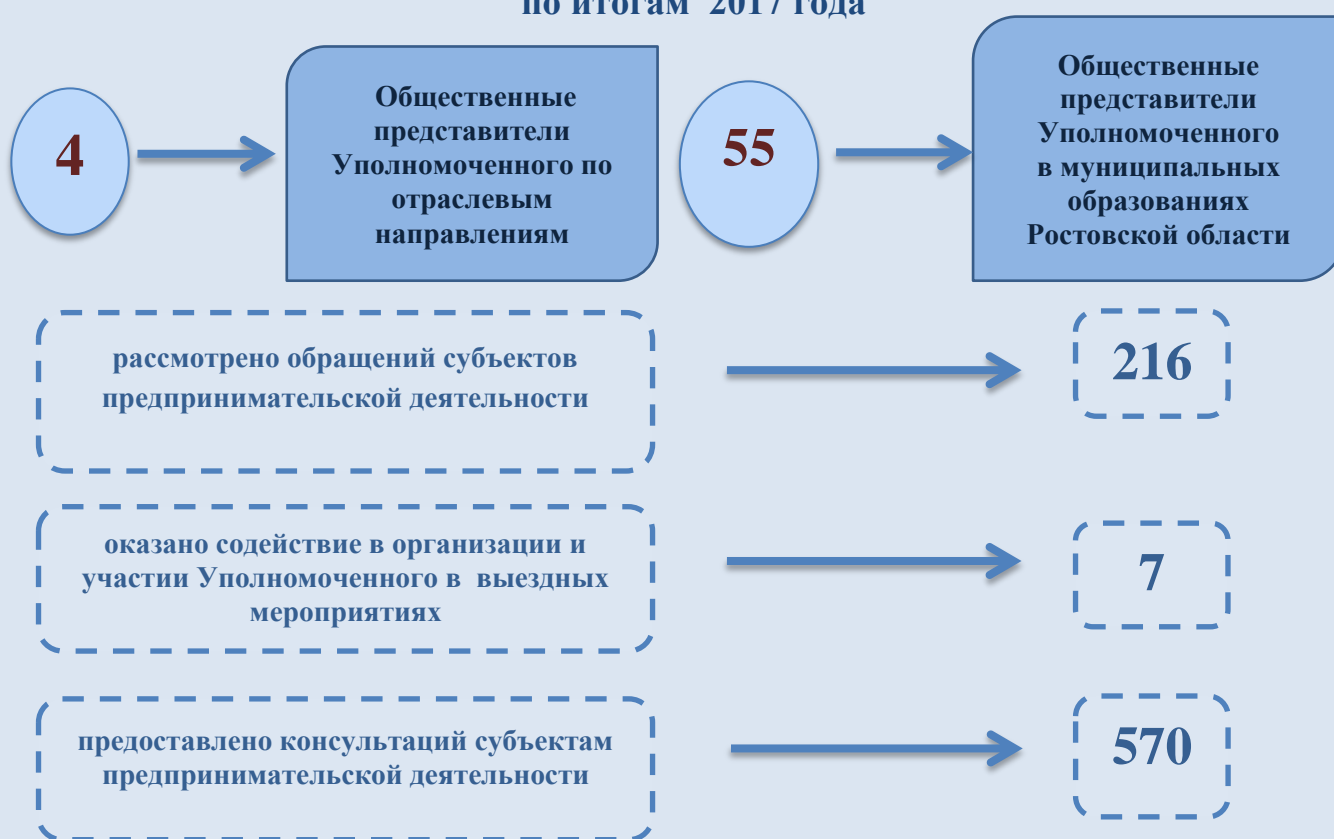 по итогам 2017 года
4
Общественные
представители
Уполномоченного по
отраслевым
направлениям
55
Общественные
представители
Уполномоченного
в муниципальных
образованиях
Ростовской области
рассмотрено обращений субъектов
предпринимательской деятельности
216
оказано содействие в организации и
участии Уполномоченного в выездных
мероприятиях
7
предоставлено консультаций субъектам
предпринимательской деятельности
570